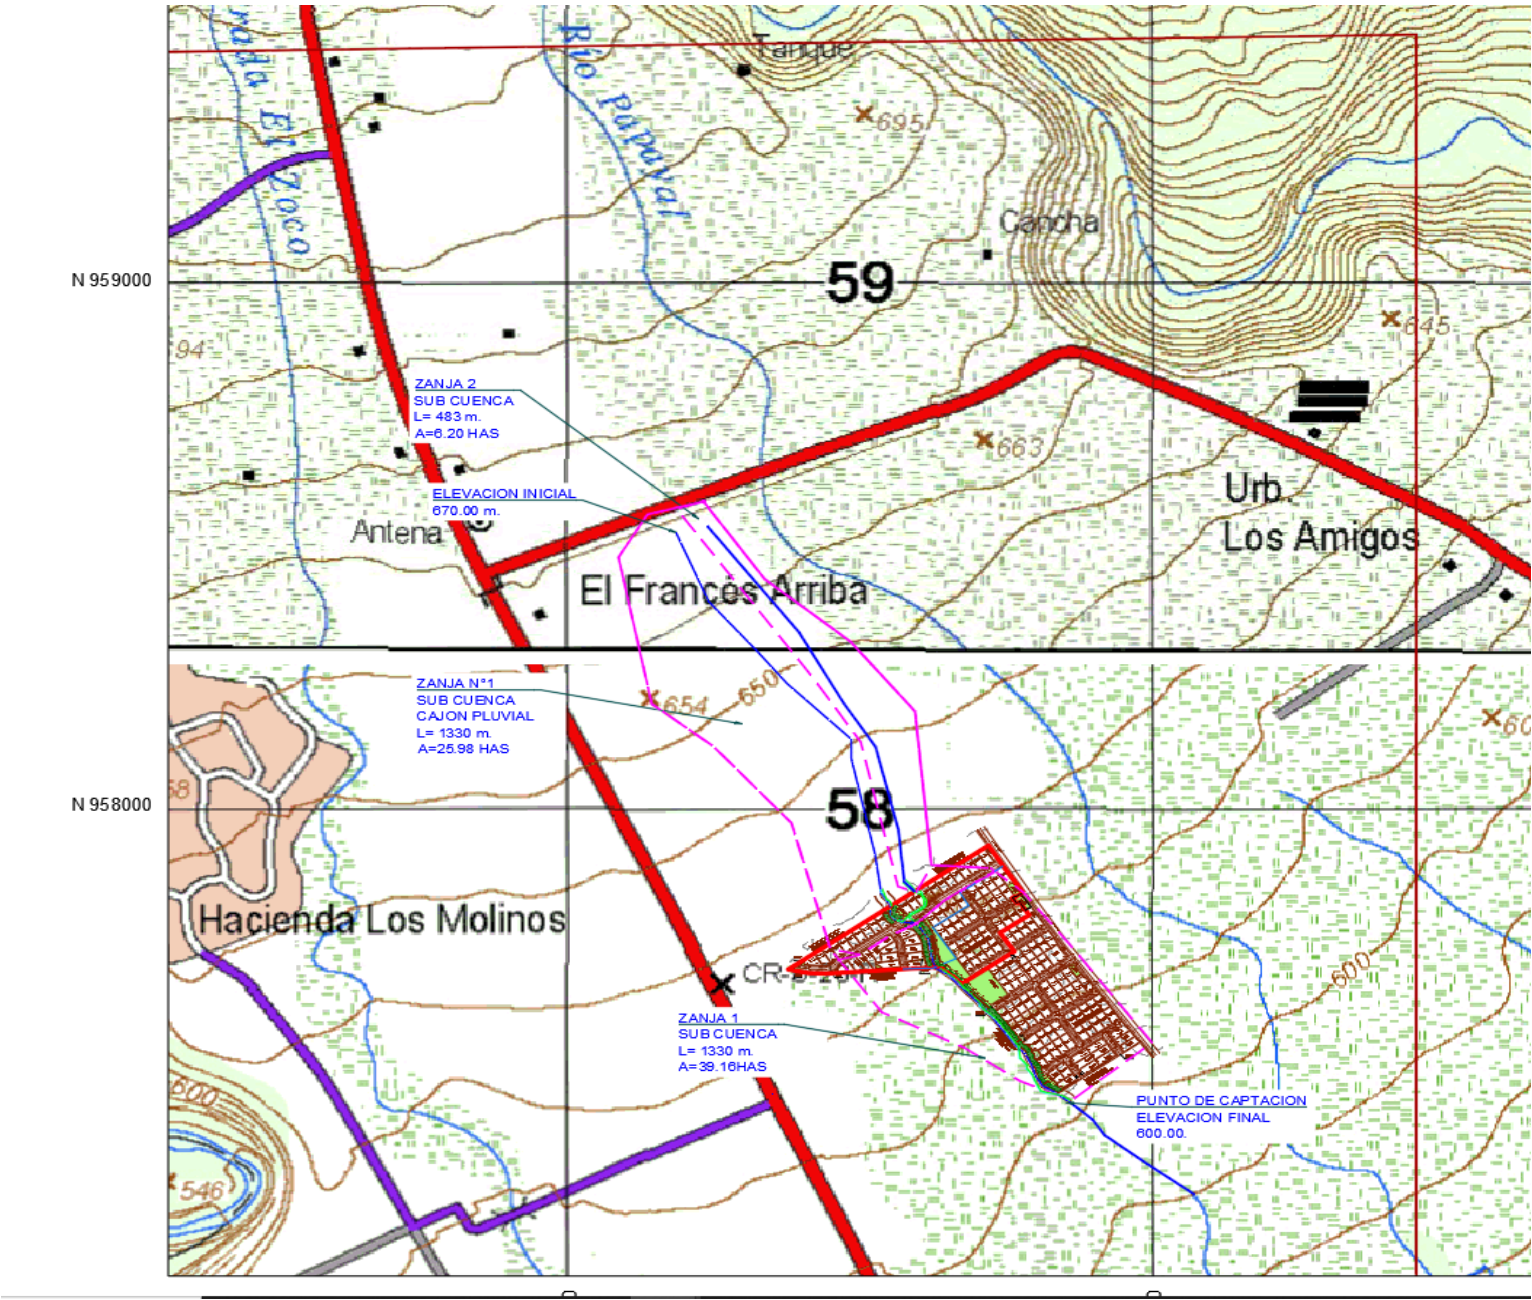 Tanque
El Zoco
Río Papayal
695
Cancha
59
N 959000
645
94
ZANJA 2
SUB CUENCA
L= 483 m.
A=6.20 HAS
663
ELEVACION INICIAL
670.00 m.
Urb.
Los Amigos
Antena
El Francés Arriba
ZANJA N°1
SUB CUENCA
CAJON PLUVIAL
L= 1330 m.
A=25.98 HAS
654
650
60
N 958000
58
58
Hacienda Los Molinos
600
ZANJA 1
SUB CUENCA
L= 1330 m.
A=39.16HAS
600
PUNTO DE CAPTACION
ELEVACION FINAL
600.00.
546